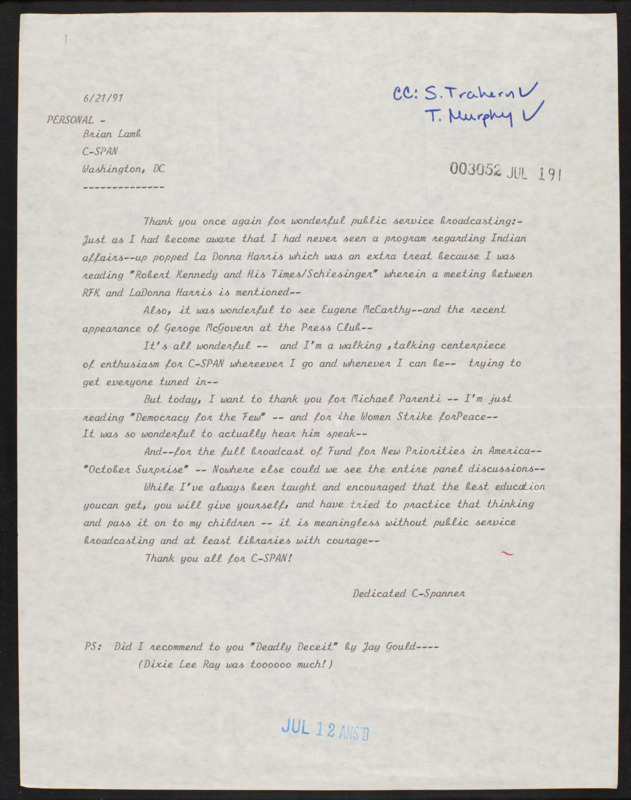 6/21/91
CC: S. Trahern ✓
T. Murphy ✓
PERSONAL -
Brian Lamb
C-SPAN
Washington, DC
--------------
003052 JUL 191
Thank you once again for wonderful public service broadcasting:-
Just as I had become aware that I had never seen a program regarding Indian
affairs--up popped La Donna Harris which was an extra treat because I was
reading "Robert Kennedy and His Times/Schlesinger" wherein a meeting between
RFK and LaDonna Harris is mentioned--
Also, it was wonderful to see Eugene McCarthy--and the recent
appearance of Geroge McGovern at the Press Club--
It's all wonderful -- and I'm a walking ,talking centerpiece
of enthusiasm for C-SPAN whereever I go and whenever I can be-- trying to
get everyone tuned in--
But today, I want to thank you for Michael Parenti -- I'm just
reading "Democracy for the Few" -- and for the Women Strike forPeace--
It was so wonderful to actually hear him speak--
And--for the full broadcast of Fund for New Priorities in America--
"October Surprise" -- Nowhere else could we see the entire panel discussions--
While I've always been taught and encouraged that the best education
youcan get, you will give yourself, and have tried to practice that thinking
and pass it on to my children -- it is meaningless without public service
broadcasting and at least libraries with courage--
Thank you all for C-SPAN!
Dedicated C-Spanner
PS: Did I recommend to you "Deadly Deceit" by Jay Gould----
(Dixie Lee Ray was toooooo much!)
JUL 12 ANS'D